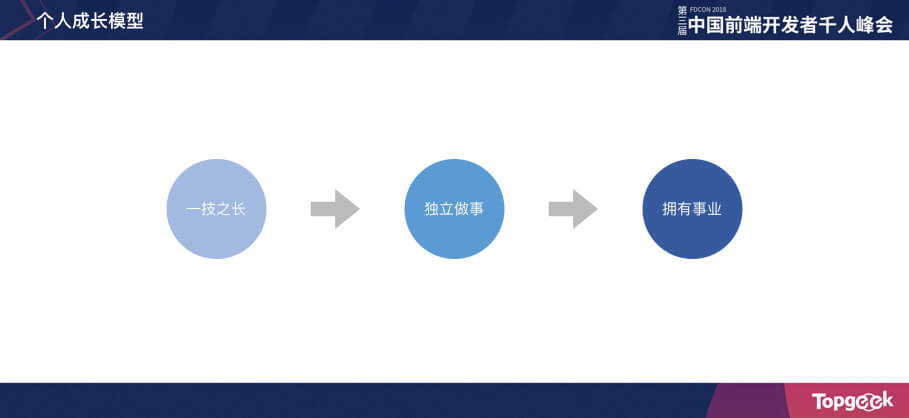 个人成长模型
第三届
FDCON 2018
中国前端开发者千人峰会
一技之长
独立做事
拥有事业
Topgeek